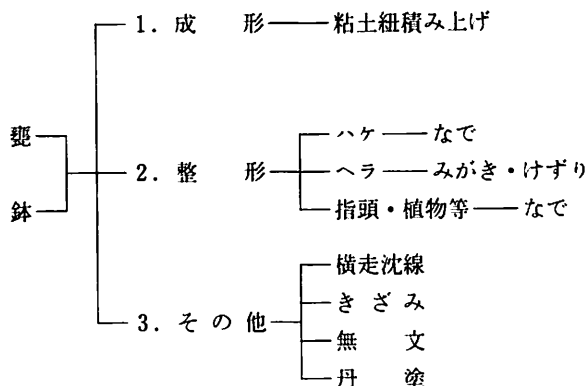 1. 成形 粘土紐積み上げ
甕
鉢
ハケ なで
2. 整形 ヘラ みがき・けずり
指頭・植物等 なで
横走沈線
きざみ
3. その他
無文
丹塗